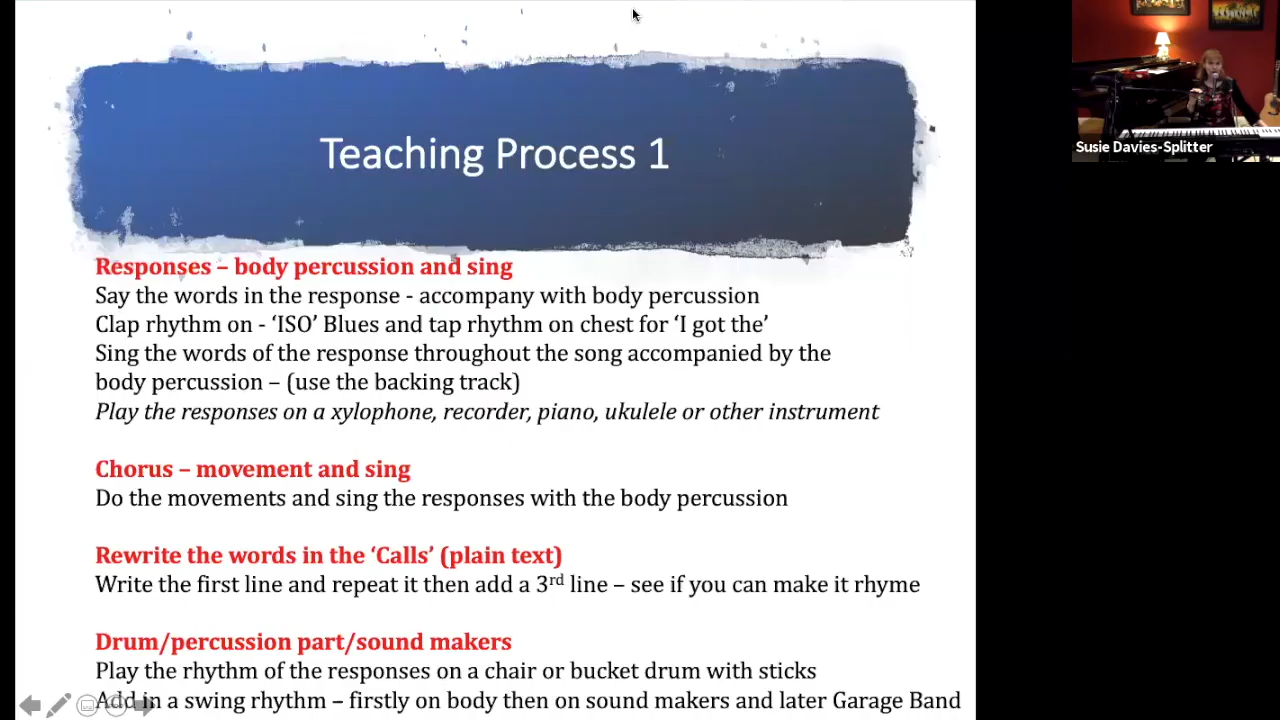 Teaching Process 1
Responses – body percussion and sing
Say the words in the response - accompany with body percussion
Clap rhythm on - ‘ISO’ Blues and tap rhythm on chest for ‘I got the’
Sing the words of the response throughout the song accompanied by the
body percussion – (use the backing track)
Play the responses on a xylophone, recorder, piano, ukulele or other instrument
Chorus – movement and sing
Do the movements and sing the responses with the body percussion
Rewrite the words in the ‘Calls’ (plain text)
Write the first line and repeat it then add a 3rd line – see if you can make it rhyme
Drum/percussion part/sound makers
Play the rhythm of the responses on a chair or bucket drum with sticks
Add in a swing rhythm – firstly on body then on sound makers and later Garage Band
Susie Davies-Splitter